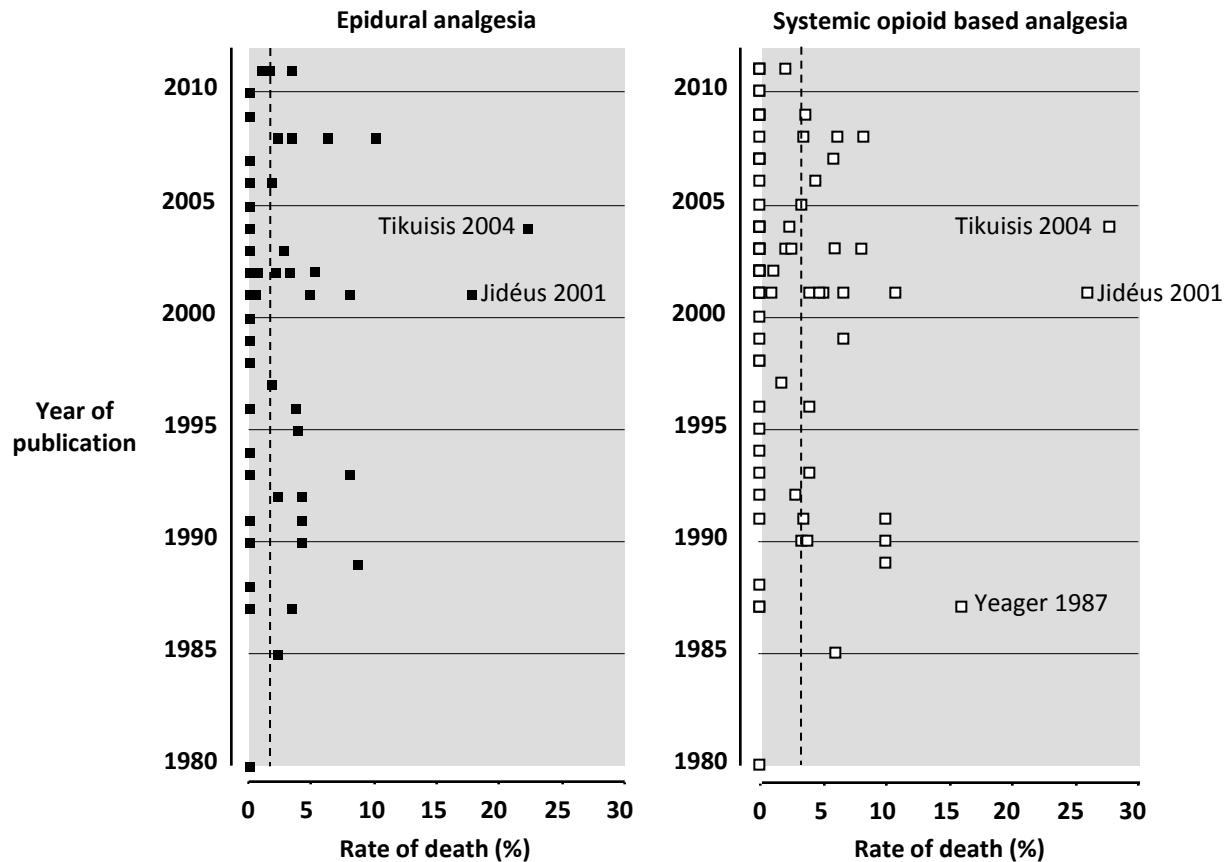 Epidural analgesia
Systemic opioid based analgesia
Year of
publication
2010
2005
2000
1995
1990
1985
1980
Tikuisis 2004
Jidéus 2001
0 5 10 15 20 25 30
Rate of death (%)
2010
2005
2000
1995
1990
1985
1980
Tikuisis 2004
Jidéus 2001
Yeager 1987
0 5 10 15 20 25 30
Rate of death (%)